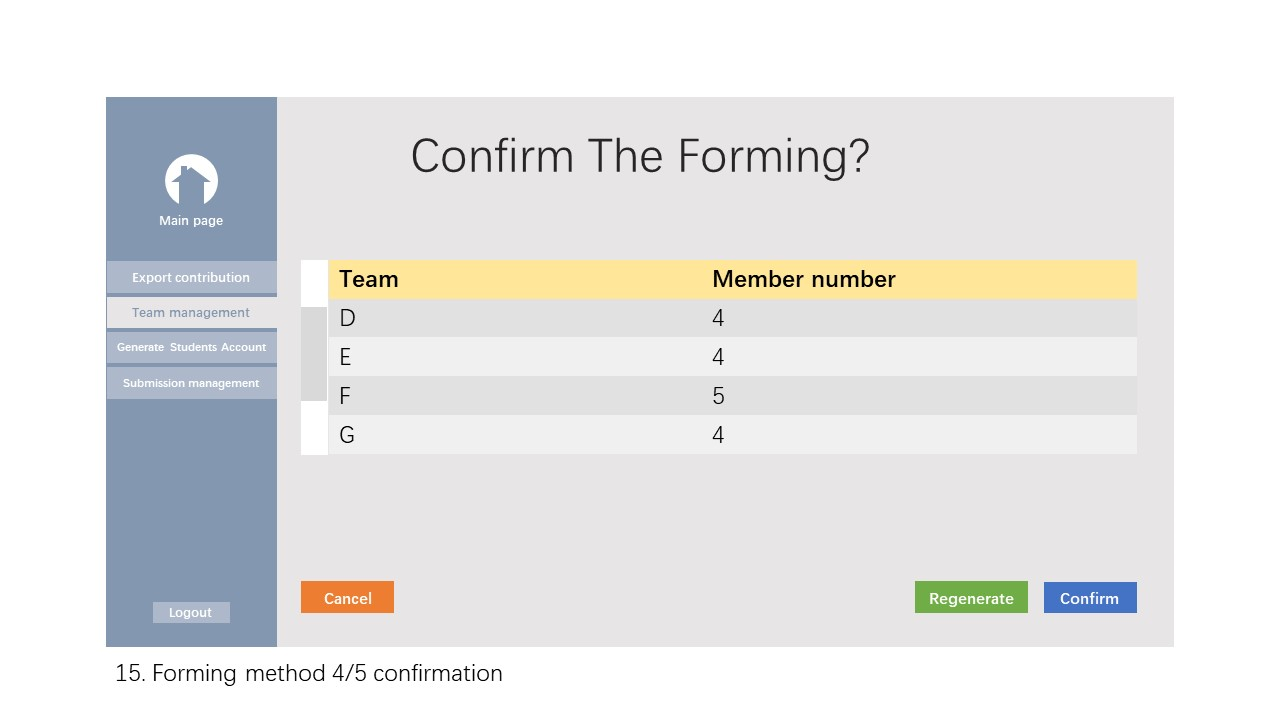 Confirm The Forming?
Main page
Export contribution
Team management
Generate Students Account
Submission management
Logout
Team Member number
D 4
E 4
F 5
G 4
Cancel Regenerate Confirm
15. Forming method 4/5 confirmation